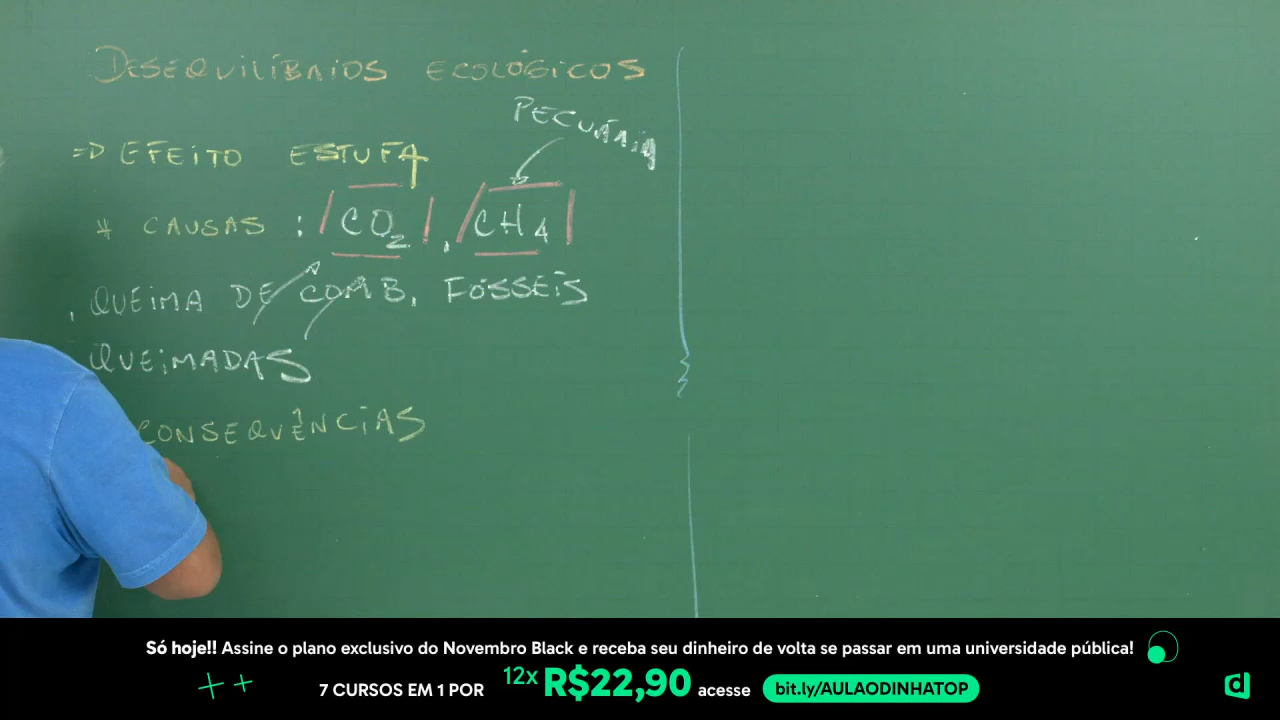 DESEQUILÍBRIOS ECOLÓGICOS
PECUÁRIA
=> EFEITO ESTUFA
* CAUSAS : CO2 , CH4
. QUEIMA DE COMB. FÓSSEIS
QUEIMADAS
CONSEQUÊNCIAS
Só hoje!! Assine o plano exclusivo do Novembro Black e receba seu dinheiro de volta se passar em uma universidade pública!
7 CURSOS EM 1 POR 12x R$22,90 acesse bit.ly/AULAODINHATOP